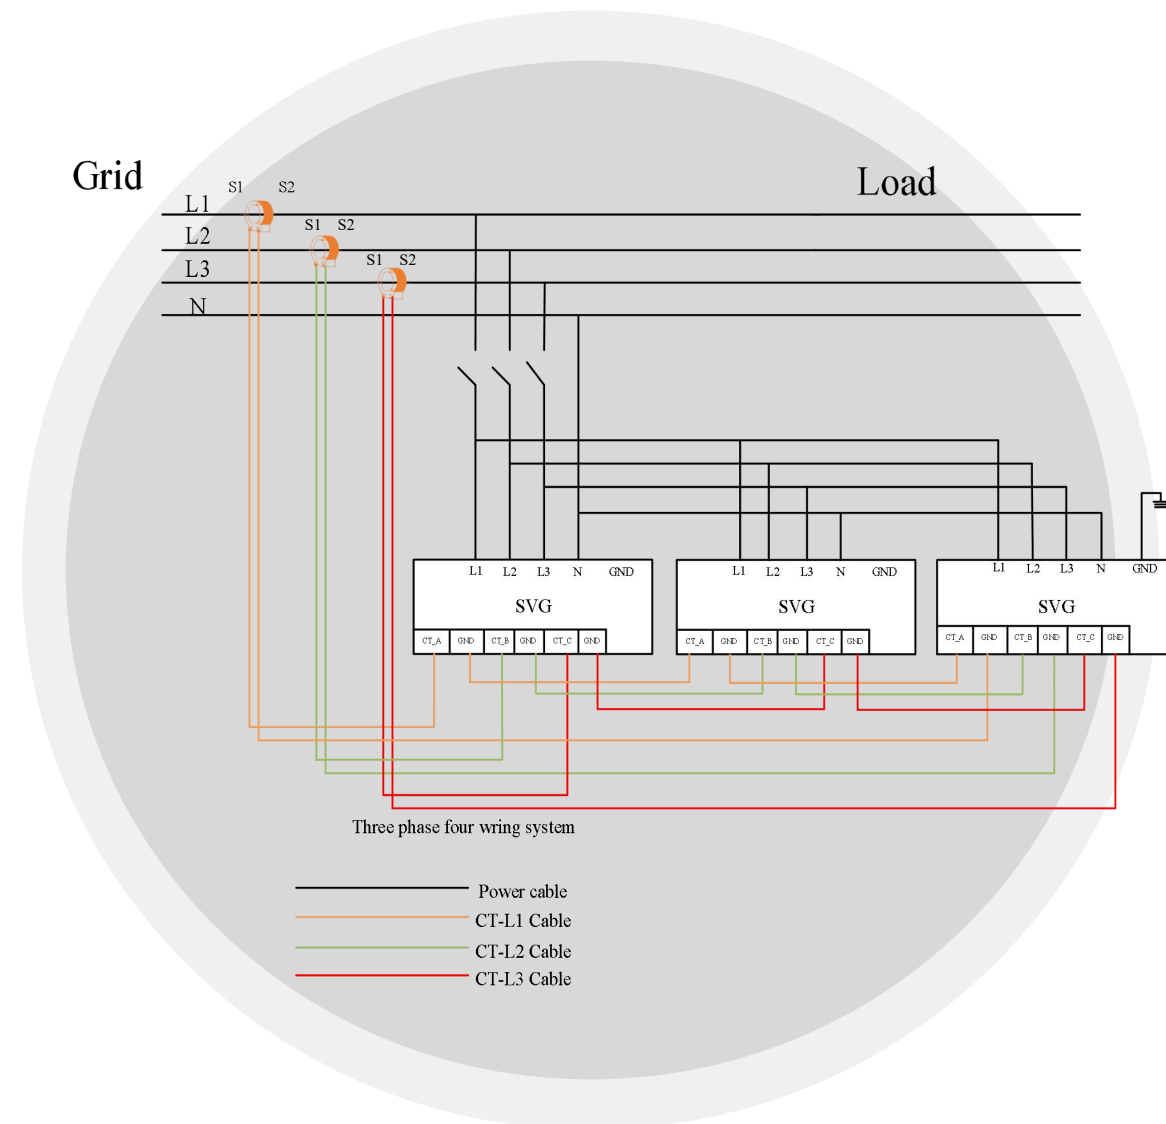 Grid
Load
S1 S2
L1
S1 S2
L2
S1 S2
L3
N
L1 L2 L3 N GND
SVG
CT_A GND CT_B GND CT_C GND
L1 L2 L3 N GND
SVG
CT_A GND CT_B GND CT_C GND
L1 L2 L3 N GND
SVG
CT_A GND CT_B GND CT_C GND
Three phase four wring system
Power cable
CT-L1 Cable
CT-L2 Cable
CT-L3 Cable